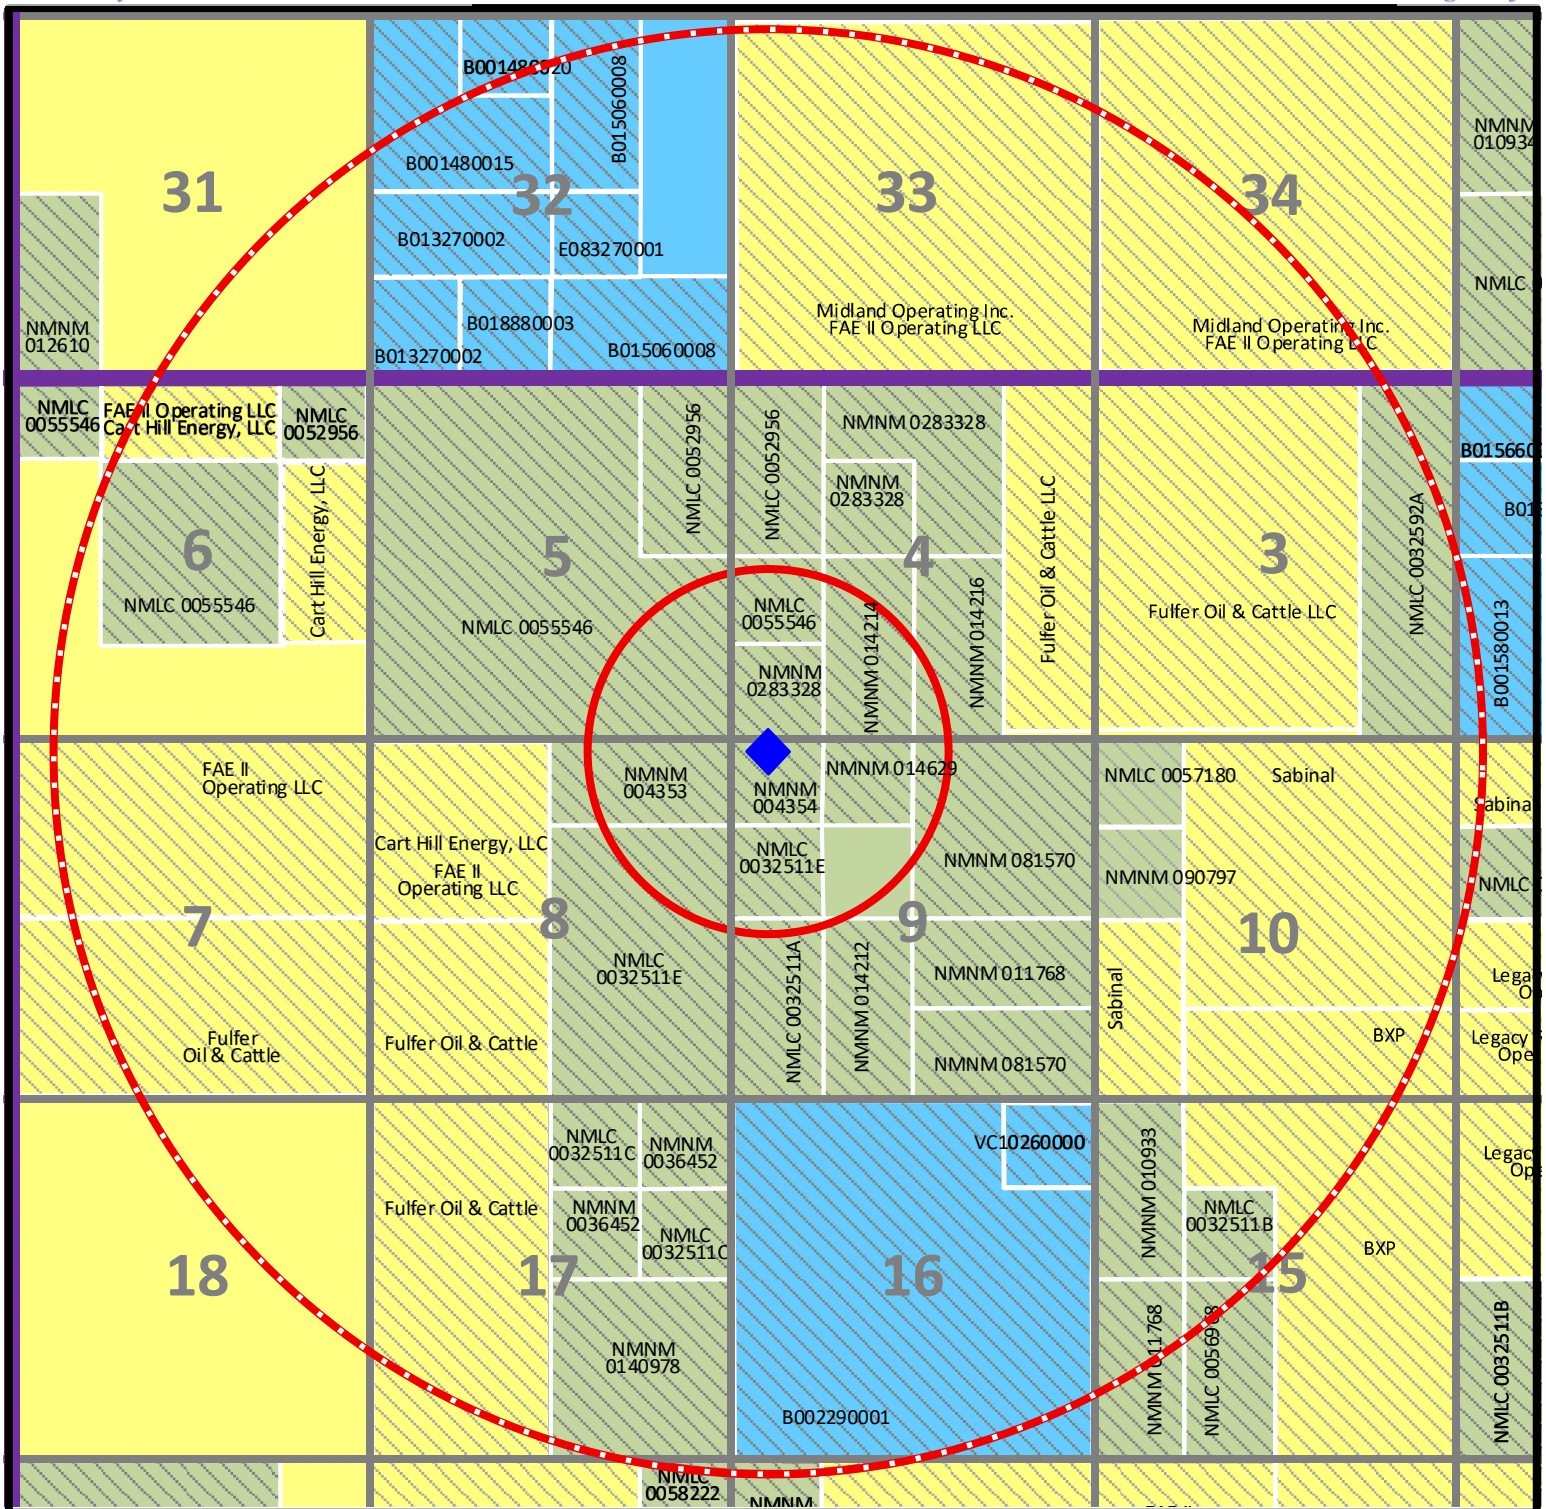 B001480020
B015060008
NMNM
010934
B001480015
31
32
33
34
B013270002
E083270001
NMLC
NMNM
012610
B018880003
Midland Operating Inc.
FAE II Operating LLC
Midland Operating Inc.
FAE II Operating LLC
B013270002
B015060008
NMLC
0055546
FAE II Operating LLC
Cart Hill Energy, LLC
NMLC
0052956
NMLC 0052956
NMLC 0052956
NMNM 0283328
NMNM
0283328
Fulfer Oil & Cattle LLC
NMLC 0032592A
Cart Hill Energy, LLC
6
5
4
3
NMLC 0055546
NMLC 0055546
NMLC
0055546
NMNM
0283328
NMNM 014214
NMNM 014216
Fulfer Oil & Cattle LLC
B001580013
FAE II
Operating LLC
NMNM
004353
NMNM
004354
NMNM 014629
NMLC 0057180
Sabinal
Cart Hill Energy, LLC
FAE II
Operating LLC
NMLC
0032511E
NMNM 081570
NMNM 090797
NMLC
7
8
9
10
NMLC
0032511E
NMLC 0032511A
NMNM 014212
NMNM 011768
Sabinal
Fulfer
Oil & Cattle
Fulfer Oil & Cattle
NMNM 081570
BXP
Legacy
NMLC
0032511C
NMNM
0036452
VC10260000
NMNM 010933
Fulfer Oil & Cattle
NMNM
0036452
NMLC
0032511C
NMLC
0032511B
BXP
18
17
16
15
NMNM
0140978
NMNM 011768
NMLC 0032511B
B002290001
NMLC
0058222
NMNM